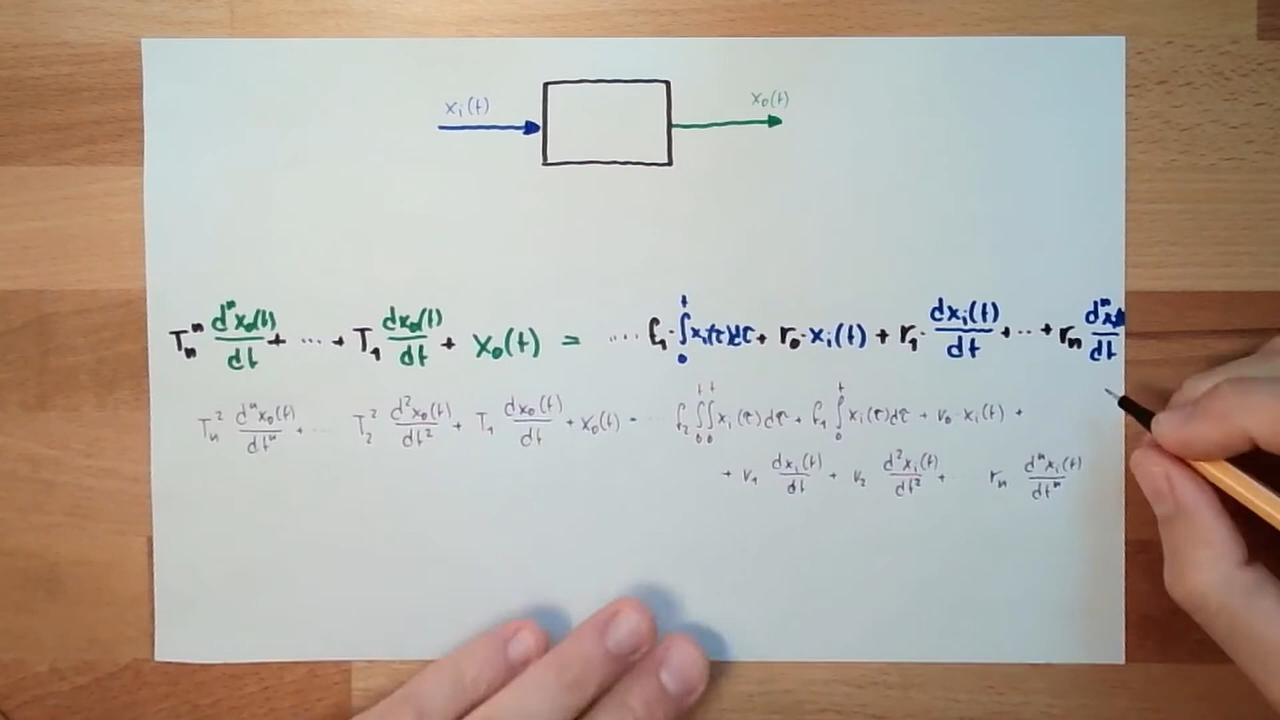 xᵢ(t) x₀(t)
Tₙⁿ dⁿx₀(t)/dt + ... + T₁ dx₀(t)/dt + x₀(t) = .... f₁· ∫₀ᵗ xᵢ(τ)dτ + r₀·xᵢ(t) + r₁· dxᵢ(t)/dt + ... + rₙ dⁿxᵢ/dt
Tₙ² dⁿx₀(t)/dtⁿ + ... T₂² d²x₀(t)/dt² + T₁ dx₀(t)/dt + x₀(t) = ... f₂ ∫₀ᵗ∫₀ᵗ xᵢ(τ)dτ + f₁ ∫₀ᵗ xᵢ(τ)dτ + r₀·xᵢ(t) +
+ r₁ dxᵢ(t)/dt + r₂ d²xᵢ(t)/dt² + .. rₙ dⁿxᵢ(t)/dtⁿ